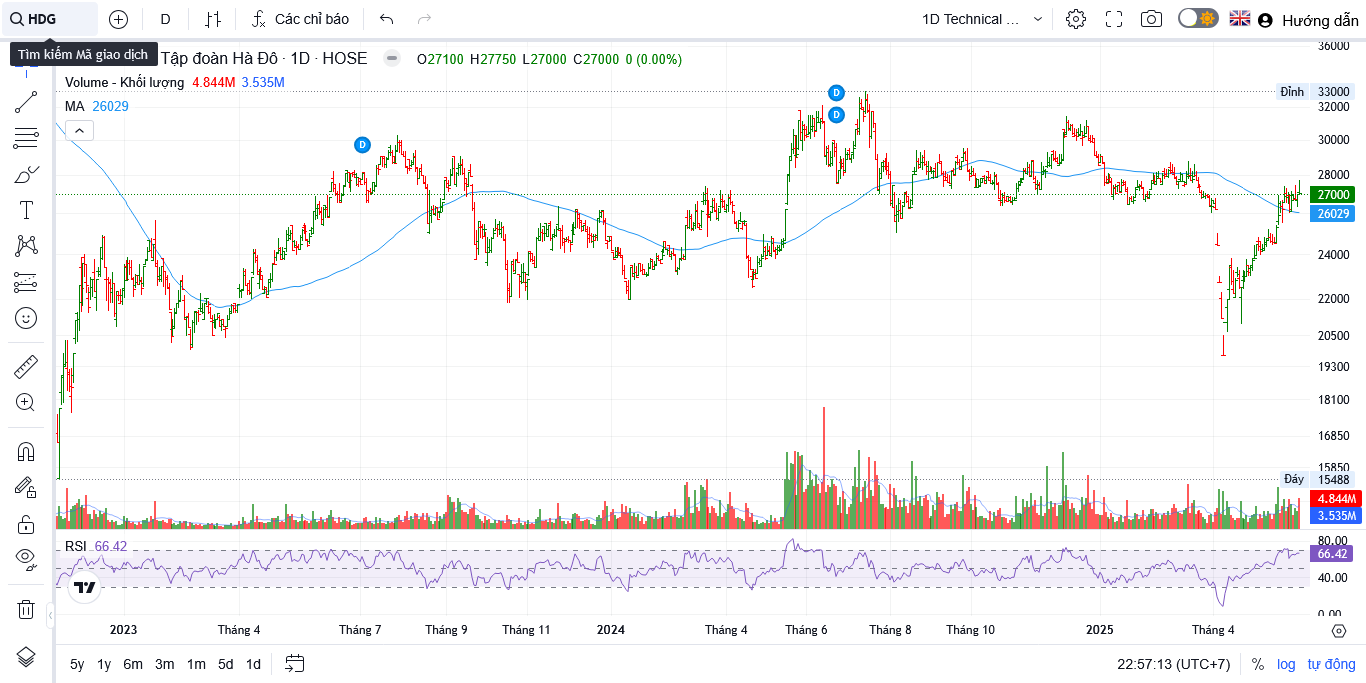 HDG
D
Các chỉ báo
1D Technical ...
Hướng dẫn
Tìm kiếm Mã giao dịch
Tập đoàn Hà Đô · 1D · HOSE
O27100 H27750 L27000 C27000 0 (0.00%)
Volume - Khối lượng 4.844M 3.535M
MA 26029
D
D
D
36000
Đỉnh 33000
32000
30000
28000
27000
26029
24000
22000
20500
19300
18100
16850
15850
Đáy 15488
4.844M
3.535M
RSI 66.42
80.00
66.42
40.00
0.00
2023 Tháng 4 Tháng 7 Tháng 9 Tháng 11 2024 Tháng 4 Tháng 6 Tháng 8 Tháng 10 2025 Tháng 4
5y 1y 6m 3m 1m 5d 1d
22:57:13 (UTC+7) % log tự động